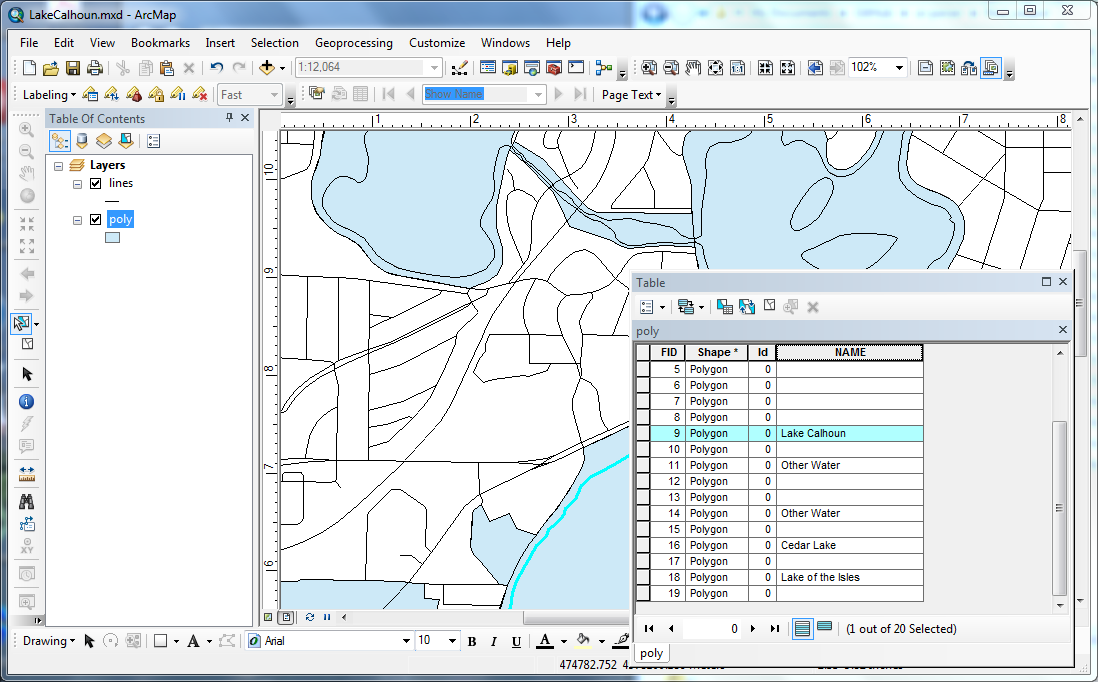 LakeCalhoun.mxd - ArcMap
File Edit View Bookmarks Insert Selection Geoprocessing Customize Windows Help
1:12,064 102%
Labeling Fast Show Name Page Text
Table Of Contents
Layers
lines
poly
1 2 3 4 5 6 7 8
10
9
8
7
6
Table
poly
FID Shape * Id NAME
5 Polygon 0
6 Polygon 0
7 Polygon 0
8 Polygon 0
9 Polygon 0 Lake Calhoun
10 Polygon 0
11 Polygon 0 Other Water
12 Polygon 0
13 Polygon 0
14 Polygon 0 Other Water
15 Polygon 0
16 Polygon 0 Cedar Lake
17 Polygon 0
18 Polygon 0 Lake of the Isles
19 Polygon 0
0 (1 out of 20 Selected)
poly
XY
Drawing A Arial 10 B I U A
474782.752